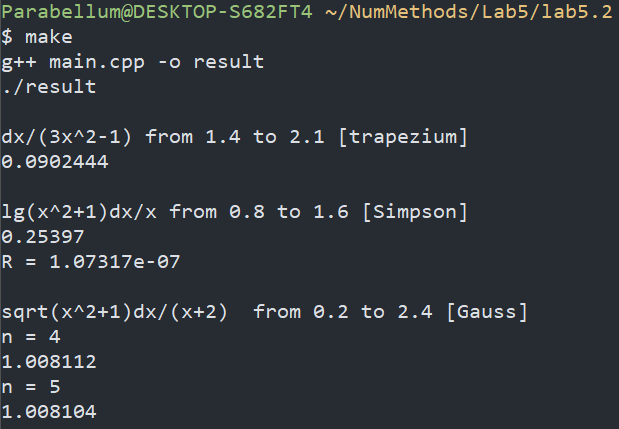 Parabellum@DESKTOP-S682FT4 ~/NumMethods/Lab5/lab5.2
$ make
g++ main.cpp -o result
./result
dx/(3x^2-1) from 1.4 to 2.1 [trapezium]
0.0902444
lg(x^2+1)dx/x from 0.8 to 1.6 [Simpson]
0.25397
R = 1.07317e-07
sqrt(x^2+1)dx/(x+2)  from 0.2 to 2.4 [Gauss]
n = 4
1.008112
n = 5
1.008104